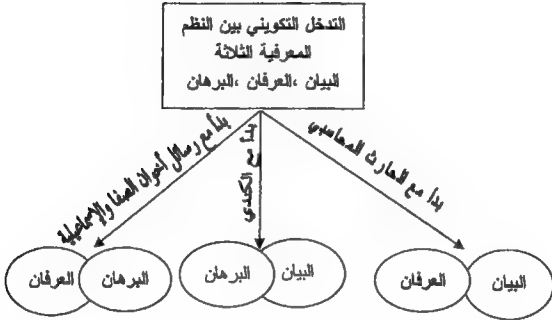 التدخل التكويني بين النظم
المعرفية الثلاثة
البيان ،العرفان ،البرهان
بدأ مع الحارث المحاسبي
بدأ مع الكندي
بدأ مع رسائل أخوان الصفا والإسماعيلية
البيان
العرفان
البيان
البرهان
البرهان
العرفان